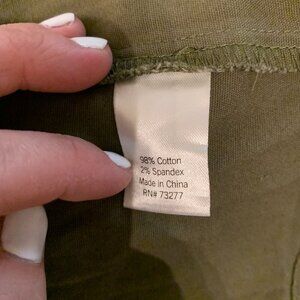 98% Cotton
2% Spandex
Made in China
RN# 73277